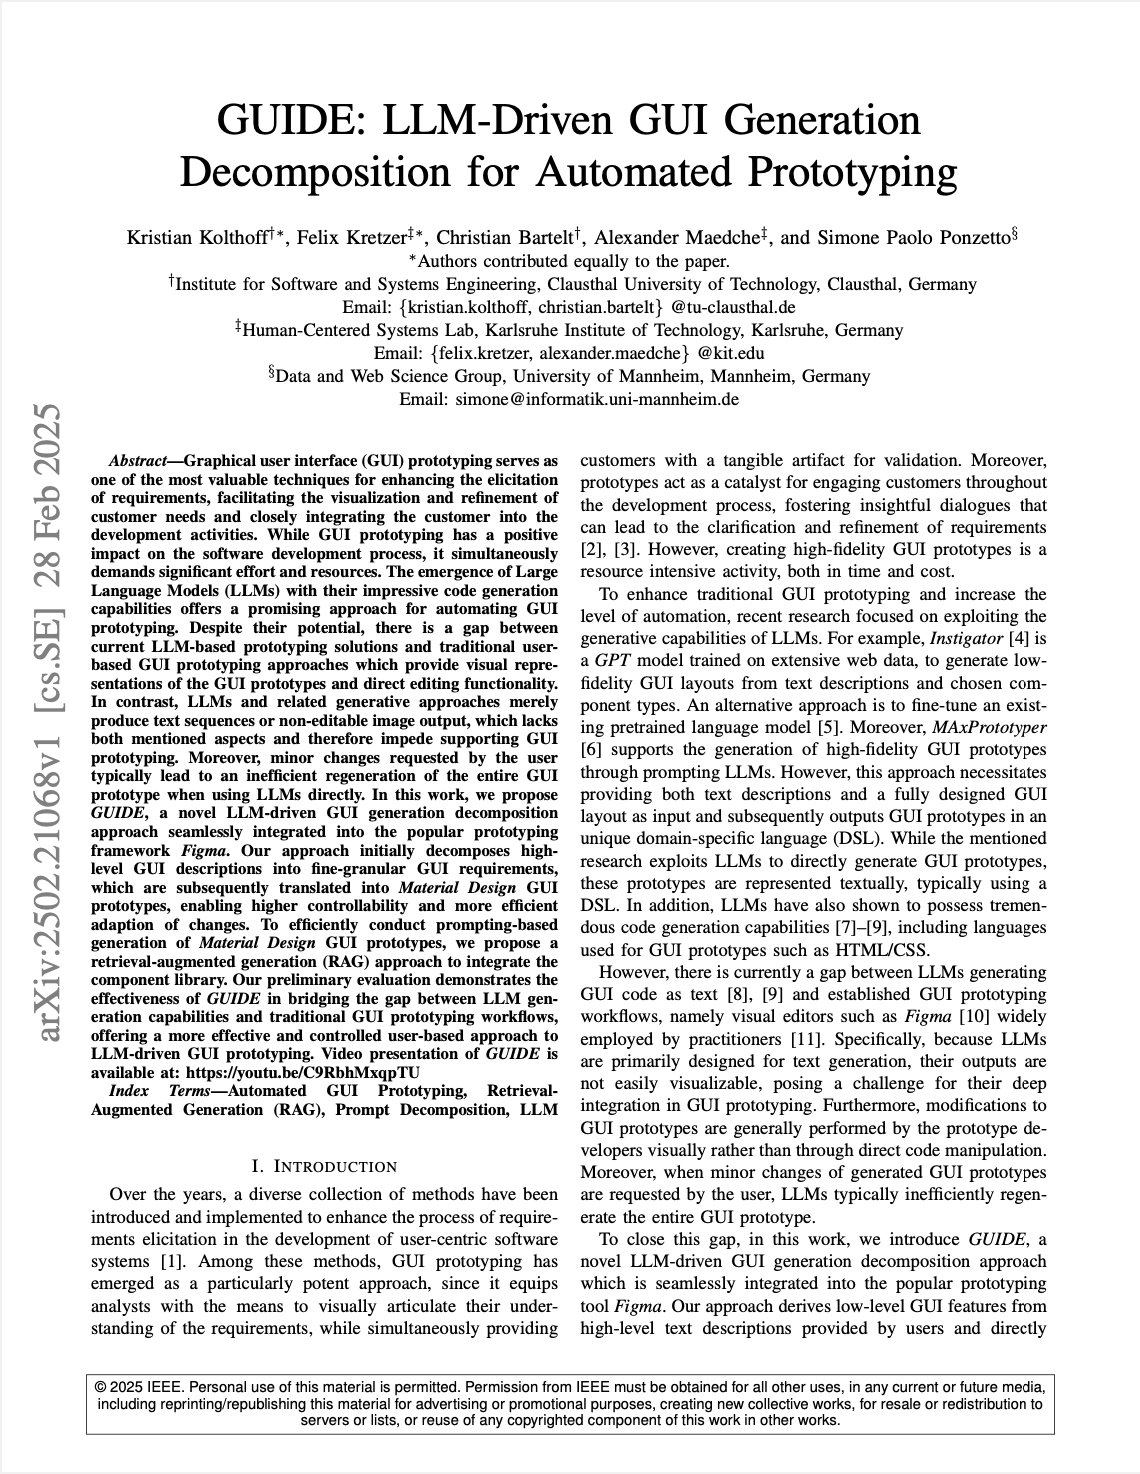 GUIDE: LLM-Driven GUI Generation
Decomposition for Automated Prototyping
Kristian Kolthoff†*, Felix Kretzer‡*, Christian Bartelt†, Alexander Maedche‡, and Simone Paolo Ponzetto§
*Authors contributed equally to the paper.
†Institute for Software and Systems Engineering, Clausthal University of Technology, Clausthal, Germany
Email: {kristian.kolthoff, christian.bartelt} @tu-clausthal.de
‡Human-Centered Systems Lab, Karlsruhe Institute of Technology, Karlsruhe, Germany
Email: {felix.kretzer, alexander.maedche} @kit.edu
§Data and Web Science Group, University of Mannheim, Mannheim, Germany
Email: simone@informatik.uni-mannheim.de
arXiv:2502.21068v1 [cs.SE] 28 Feb 2025
Abstract—Graphical user interface (GUI) prototyping serves as
one of the most valuable techniques for enhancing the elicitation
of requirements, facilitating the visualization and refinement of
customer needs and closely integrating the customer into the
development activities. While GUI prototyping has a positive
impact on the software development process, it simultaneously
demands significant effort and resources. The emergence of Large
Language Models (LLMs) with their impressive code generation
capabilities offers a promising approach for automating GUI
prototyping. Despite their potential, there is a gap between
current LLM-based prototyping solutions and traditional user-
based GUI prototyping approaches which provide visual repre-
sentations of the GUI prototypes and direct editing functionality.
In contrast, LLMs and related generative approaches merely
produce text sequences or non-editable image output, which lacks
both mentioned aspects and therefore impede supporting GUI
prototyping. Moreover, minor changes requested by the user
typically lead to an inefficient regeneration of the entire GUI
prototype when using LLMs directly. In this work, we propose
GUIDE, a novel LLM-driven GUI generation decomposition
approach seamlessly integrated into the popular prototyping
framework Figma. Our approach initially decomposes high-
level GUI descriptions into fine-granular GUI requirements,
which are subsequently translated into Material Design GUI
prototypes, enabling higher controllability and more efficient
adaption of changes. To efficiently conduct prompting-based
generation of Material Design GUI prototypes, we propose a
retrieval-augmented generation (RAG) approach to integrate the
component library. Our preliminary evaluation demonstrates the
effectiveness of GUIDE in bridging the gap between LLM gen-
eration capabilities and traditional GUI prototyping workflows,
offering a more effective and controlled user-based approach to
LLM-driven GUI prototyping. Video presentation of GUIDE is
available at: https://youtu.be/C9RbhMxqpTU
Index Terms—Automated GUI Prototyping, Retrieval-
Augmented Generation (RAG), Prompt Decomposition, LLM
I. INTRODUCTION
Over the years, a diverse collection of methods have been
introduced and implemented to enhance the process of require-
ments elicitation in the development of user-centric software
systems [1]. Among these methods, GUI prototyping has
emerged as a particularly potent approach, since it equips
analysts with the means to visually articulate their under-
standing of the requirements, while simultaneously providing
customers with a tangible artifact for validation. Moreover,
prototypes act as a catalyst for engaging customers throughout
the development process, fostering insightful dialogues that
can lead to the clarification and refinement of requirements
[2], [3]. However, creating high-fidelity GUI prototypes is a
resource intensive activity, both in time and cost.
To enhance traditional GUI prototyping and increase the
level of automation, recent research focused on exploiting the
generative capabilities of LLMs. For example, Instigator [4] is
a GPT model trained on extensive web data, to generate low-
fidelity GUI layouts from text descriptions and chosen com-
ponent types. An alternative approach is to fine-tune an exist-
ing pretrained language model [5]. Moreover, MAxPrototyper
[6] supports the generation of high-fidelity GUI prototypes
through prompting LLMs. However, this approach necessitates
providing both text descriptions and a fully designed GUI
layout as input and subsequently outputs GUI prototypes in an
unique domain-specific language (DSL). While the mentioned
research exploits LLMs to directly generate GUI prototypes,
these prototypes are represented textually, typically using a
DSL. In addition, LLMs have also shown to possess tremen-
dous code generation capabilities [7]–[9], including languages
used for GUI prototypes such as HTML/CSS.
However, there is currently a gap between LLMs generating
GUI code as text [8], [9] and established GUI prototyping
workflows, namely visual editors such as Figma [10] widely
employed by practitioners [11]. Specifically, because LLMs
are primarily designed for text generation, their outputs are
not easily visualizable, posing a challenge for their deep
integration in GUI prototyping. Furthermore, modifications to
GUI prototypes are generally performed by the prototype de-
velopers visually rather than through direct code manipulation.
Moreover, when minor changes of generated GUI prototypes
are requested by the user, LLMs typically inefficiently regen-
erate the entire GUI prototype.
To close this gap, in this work, we introduce GUIDE, a
novel LLM-driven GUI generation decomposition approach
which is seamlessly integrated into the popular prototyping
tool Figma. Our approach derives low-level GUI features from
high-level text descriptions provided by users and directly
© 2025 IEEE. Personal use of this material is permitted. Permission from IEEE must be obtained for all other uses, in any current or future media,
including reprinting/republishing this material for advertising or promotional purposes, creating new collective works, for resale or redistribution to
servers or lists, or reuse of any copyrighted component of this work in other works.